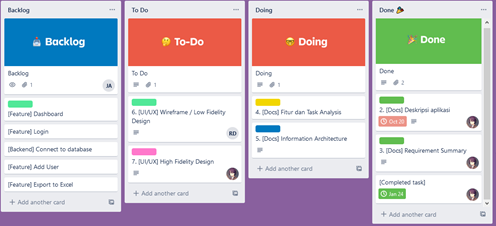 Backlog
Backlog
Backlog
1
JA
[Feature] Dashboard
[Feature] Login
[Backend] Connect to database
[Feature] Add User
[Feature] Export to Excel
+ Add another card
To Do
To-Do
To Do
1
6. [UI/UX] Wireframe / Low Fidelity
Design
RD
7. [UI/UX] High Fidelity Design
+ Add another card
Doing
Doing
Doing
1
4. [Docs] Fitur dan Task Analysis
5. [Docs] Information Architecture
+ Add another card
Done
Done
Done
2
2. [Docs] Deskripsi aplikasi
Oct 20
3. [Docs] Requirement Summary
[Completed task]
Jan 24
+ Add another card